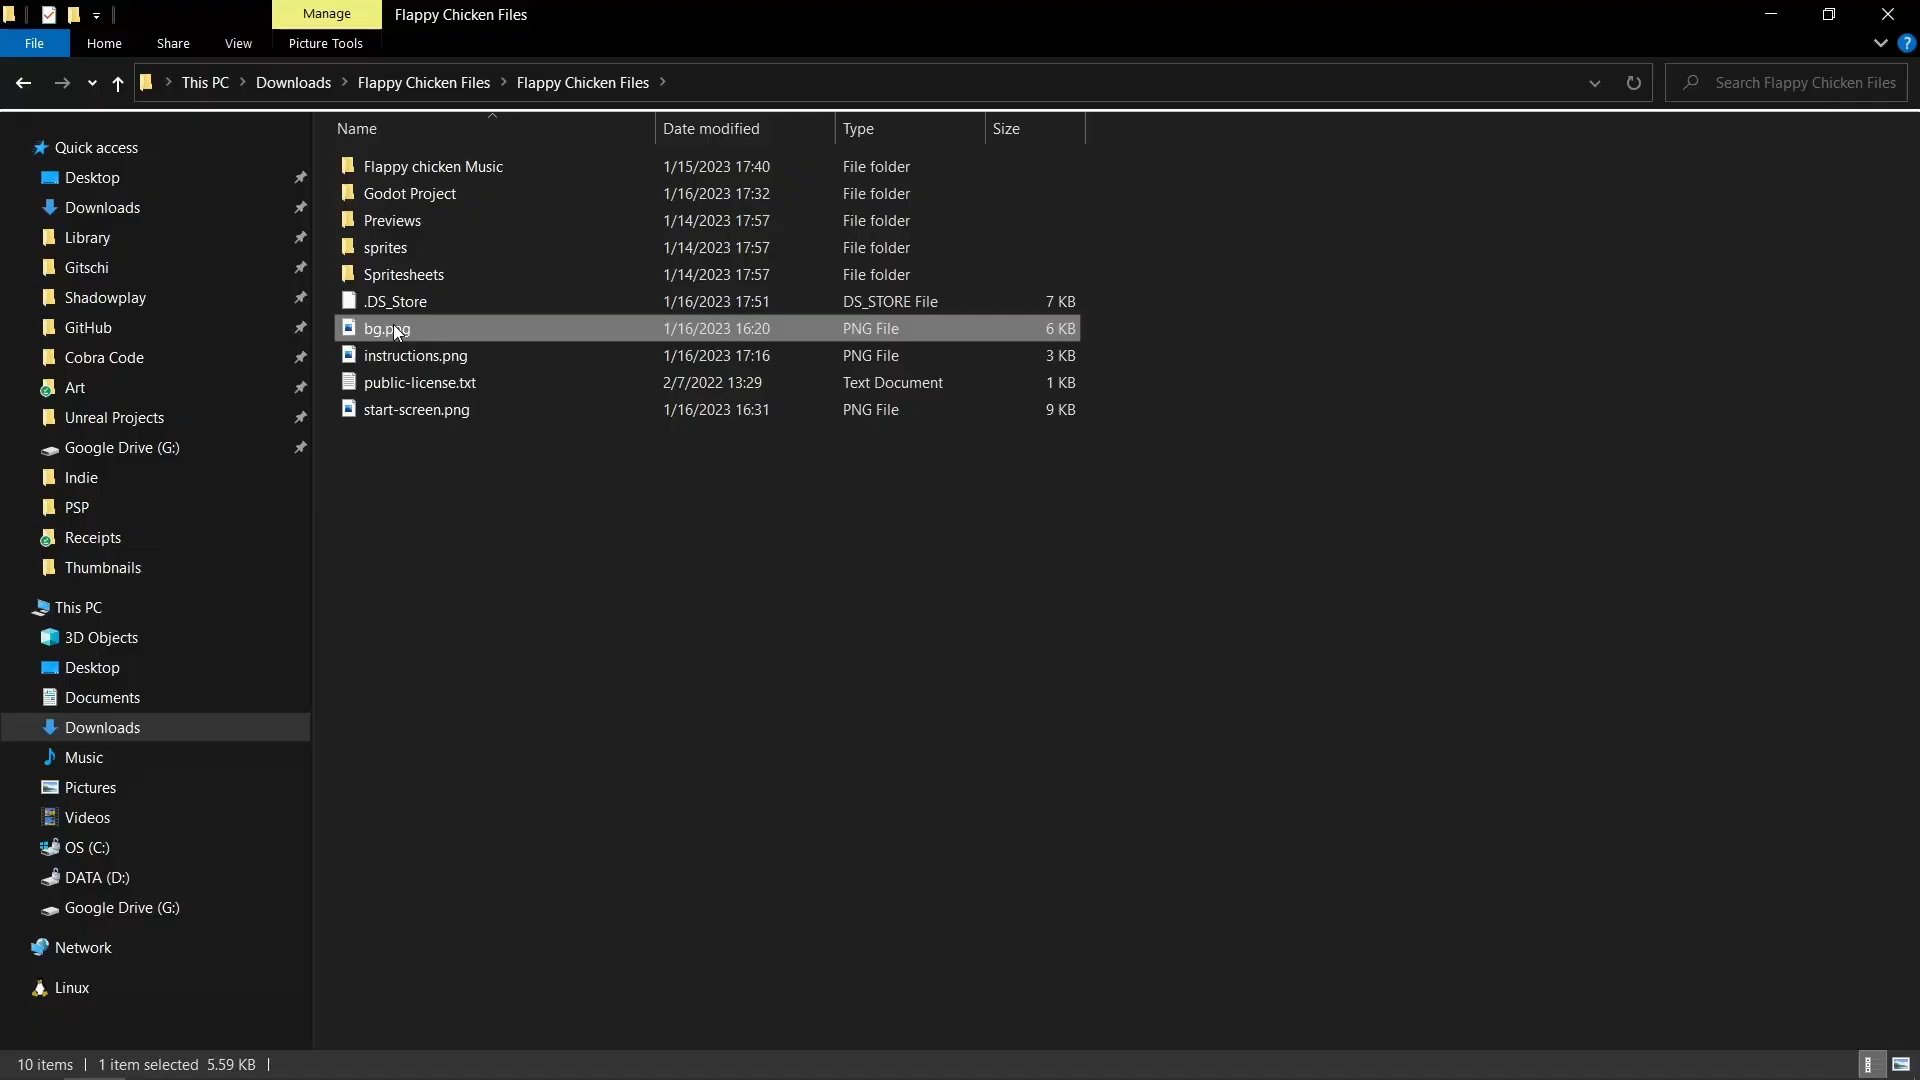 Manage
Flappy Chicken Files
File
Home
Share
View
Picture Tools
?
This PC
Downloads
Flappy Chicken Files
Flappy Chicken Files
Search Flappy Chicken Files
Name
Date modified
Type
Size
Flappy chicken Music 1/15/2023 17:40 File folder
Godot Project 1/16/2023 17:32 File folder
Previews 1/14/2023 17:57 File folder
sprites 1/14/2023 17:57 File folder
Spritesheets 1/14/2023 17:57 File folder
.DS_Store 1/16/2023 17:51 DS_STORE File 7 KB
bg.png 1/16/2023 16:20 PNG File 6 KB
instructions.png 1/16/2023 17:16 PNG File 3 KB
public-license.txt 2/7/2022 13:29 Text Document 1 KB
start-screen.png 1/16/2023 16:31 PNG File 9 KB
Quick access
Desktop
Downloads
Library
Gitschi
Shadowplay
GitHub
Cobra Code
Art
Unreal Projects
Google Drive (G:)
Indie
PSP
Receipts
Thumbnails
This PC
3D Objects
Desktop
Documents
Downloads
Music
Pictures
Videos
OS (C:)
DATA (D:)
Google Drive (G:)
Network
Linux
10 items
1 item selected 5.59 KB